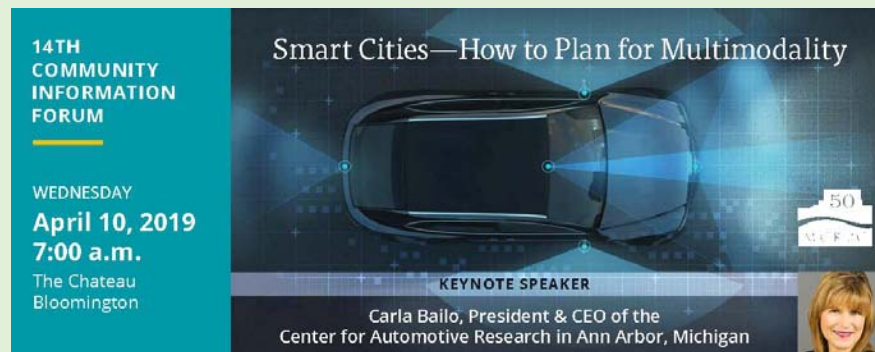 14TH
COMMUNITY
INFORMATION
FORUM
WEDNESDAY
April 10, 2019
7:00 a.m.
The Chateau
Bloomington
Smart Cities—How to Plan for Multimodality
50
KEYNOTE SPEAKER
Carla Bailo, President & CEO of the
Center for Automotive Research in Ann Arbor, Michigan